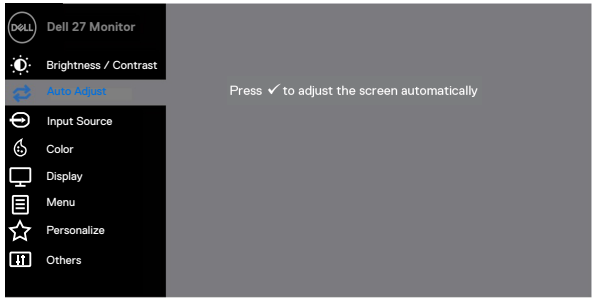 DELL
Dell 27 Monitor
Brightness / Contrast
Auto Adjust
Press ✓ to adjust the screen automatically
Input Source
Color
Display
Menu
Personalize
Others